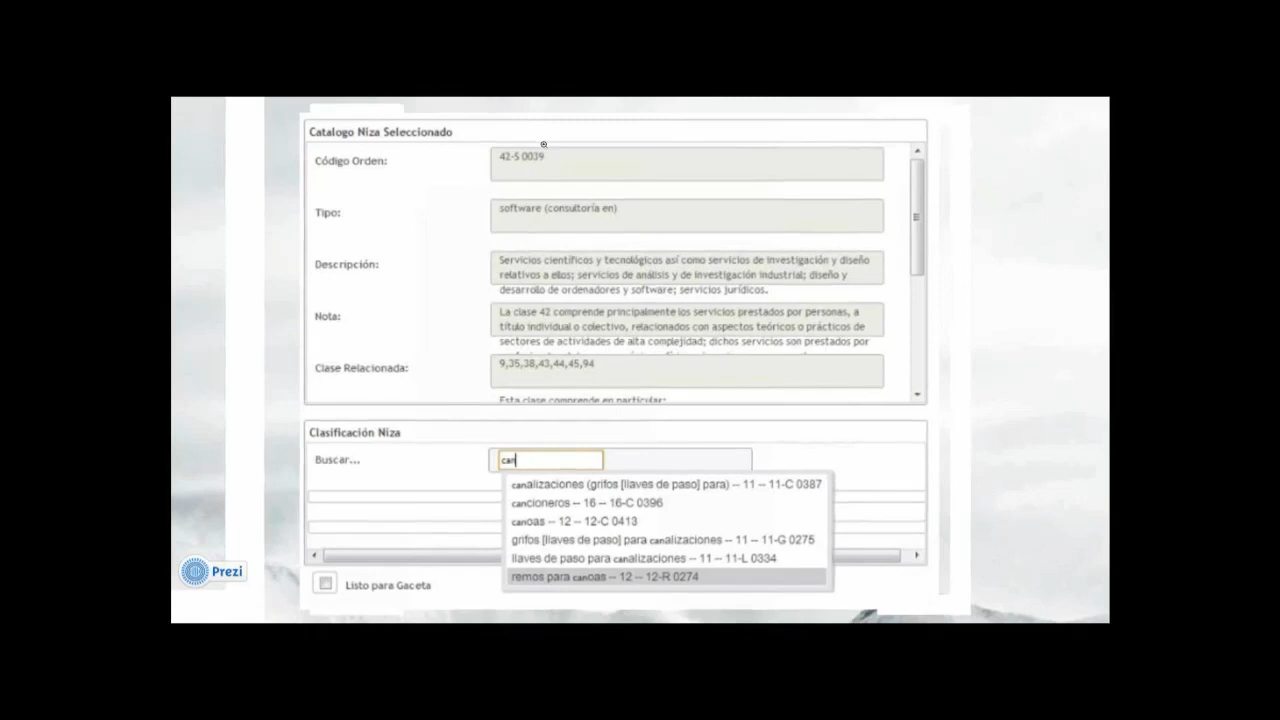 Catalogo Niza Seleccionado
Código Orden:
42-S 0039
Tipo:
software (consultoría en)
Descripción:
Servicios científicos y tecnológicos así como servicios de investigación y diseño
relativos a ellos; servicios de análisis y de investigación industrial; diseño y
desarrollo de ordenadores y software; servicios jurídicos.
Nota:
La clase 42 comprende principalmente los servicios prestados por personas, a
título individual o colectivo, relacionados con aspectos teóricos o prácticos de
sectores de actividades de alta complejidad; dichos servicios son prestados por
Clase Relacionada:
9,35,38,43,44,45,94
Esta clase comprende en particular:
Clasificación Niza
Buscar...
can
canalizaciones (grifos [llaves de paso] para) -- 11 -- 11-C 0387
cancioneros -- 16 -- 16-C 0396
canoas -- 12 -- 12-C 0413
grifos [llaves de paso] para canalizaciones -- 11 -- 11-G 0275
llaves de paso para canalizaciones -- 11 -- 11-L 0334
remos para canoas -- 12 -- 12-R 0274
Listo para Gaceta
Prezi